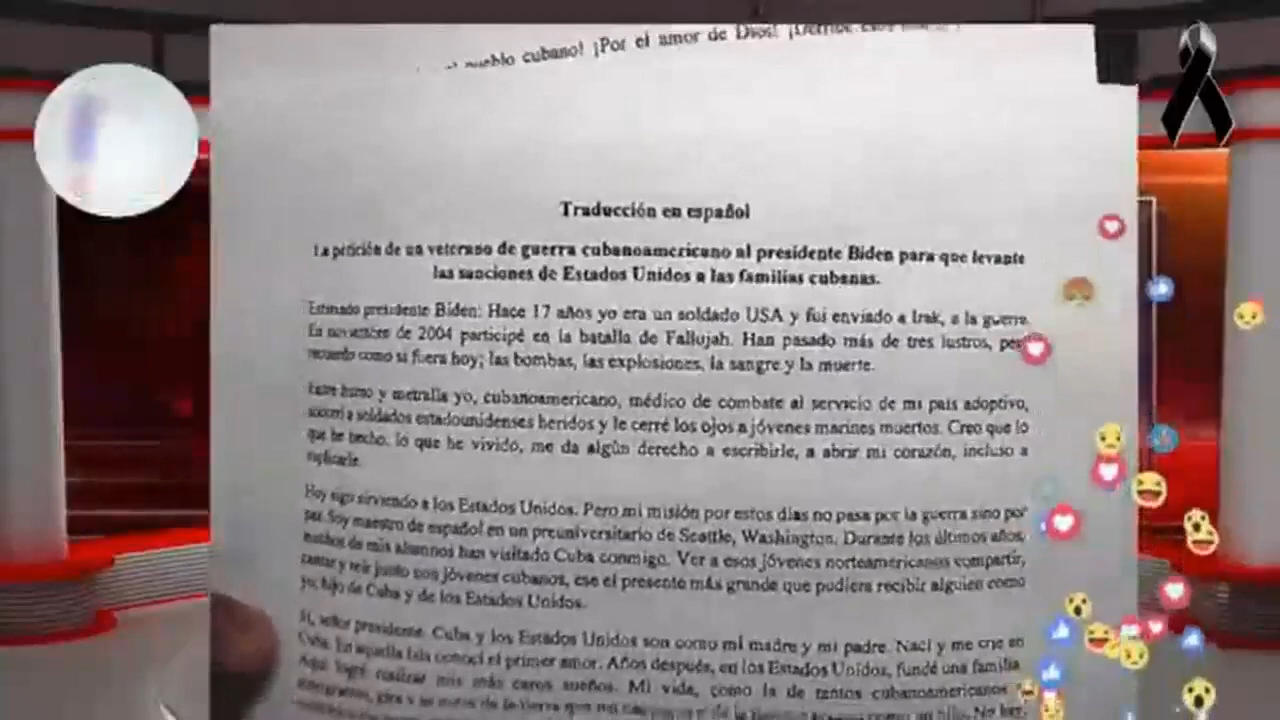 pueblo cubano! ¡Por el amor de Dios!
Traducción en español
La petición de un veterano de guerra cubanoamericano al presidente Biden para que levante
las sanciones de Estados Unidos a las familias cubanas.
Estimado presidente Biden: Hace 17 años yo era un soldado USA y fui enviado a Irak, a la guerra.
En noviembre de 2004 participé en la batalla de Fallujah. Han pasado más de tres lustros, pero
recuerdo como si fuera hoy; las bombas, las explosiones, la sangre y la muerte.
Entre humo y metralla yo, cubanoamericano, médico de combate al servicio de mi país adoptivo,
socorrí a soldados estadounidenses heridos y le cerré los ojos a jóvenes marines muertos. Creo que lo
que he hecho, lo que he vivido, me da algún derecho a escribirle, a abrir mi corazón, incluso a
suplicarle.
Hoy sigo sirviendo a los Estados Unidos. Pero mi misión por estos días no pasa por la guerra sino por
paz. Soy maestro de español en un preuniversitario de Seattle, Washington. Durante los últimos años,
muchos de mis alumnos han visitado Cuba conmigo. Ver a esos jóvenes norteamericanos compartir,
cantar y reír junto son jóvenes cubanos, ese el presente más grande que pudiera recibir alguien como
yo, hijo de Cuba y de los Estados Unidos.
Sí, señor presidente. Cuba y los Estados Unidos son como mi madre y mi padre. Nací y me crie en
Cuba. En aquella Isla conocí el primer amor. Años después, en los Estados Unidos, fundé una familia.
Aquí logré realizar mis más caros sueños. Mi vida, como la de tantos cubanoamericanos
como un hijo. No hay,